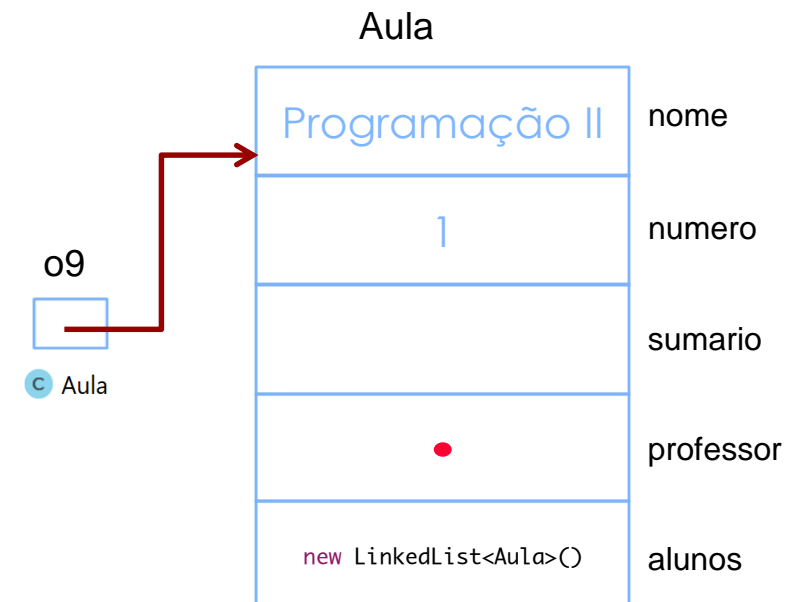 Aula
Programação II
nome
1
numero
o9
sumario
C Aula
professor
new LinkedList<Aula>()
alunos